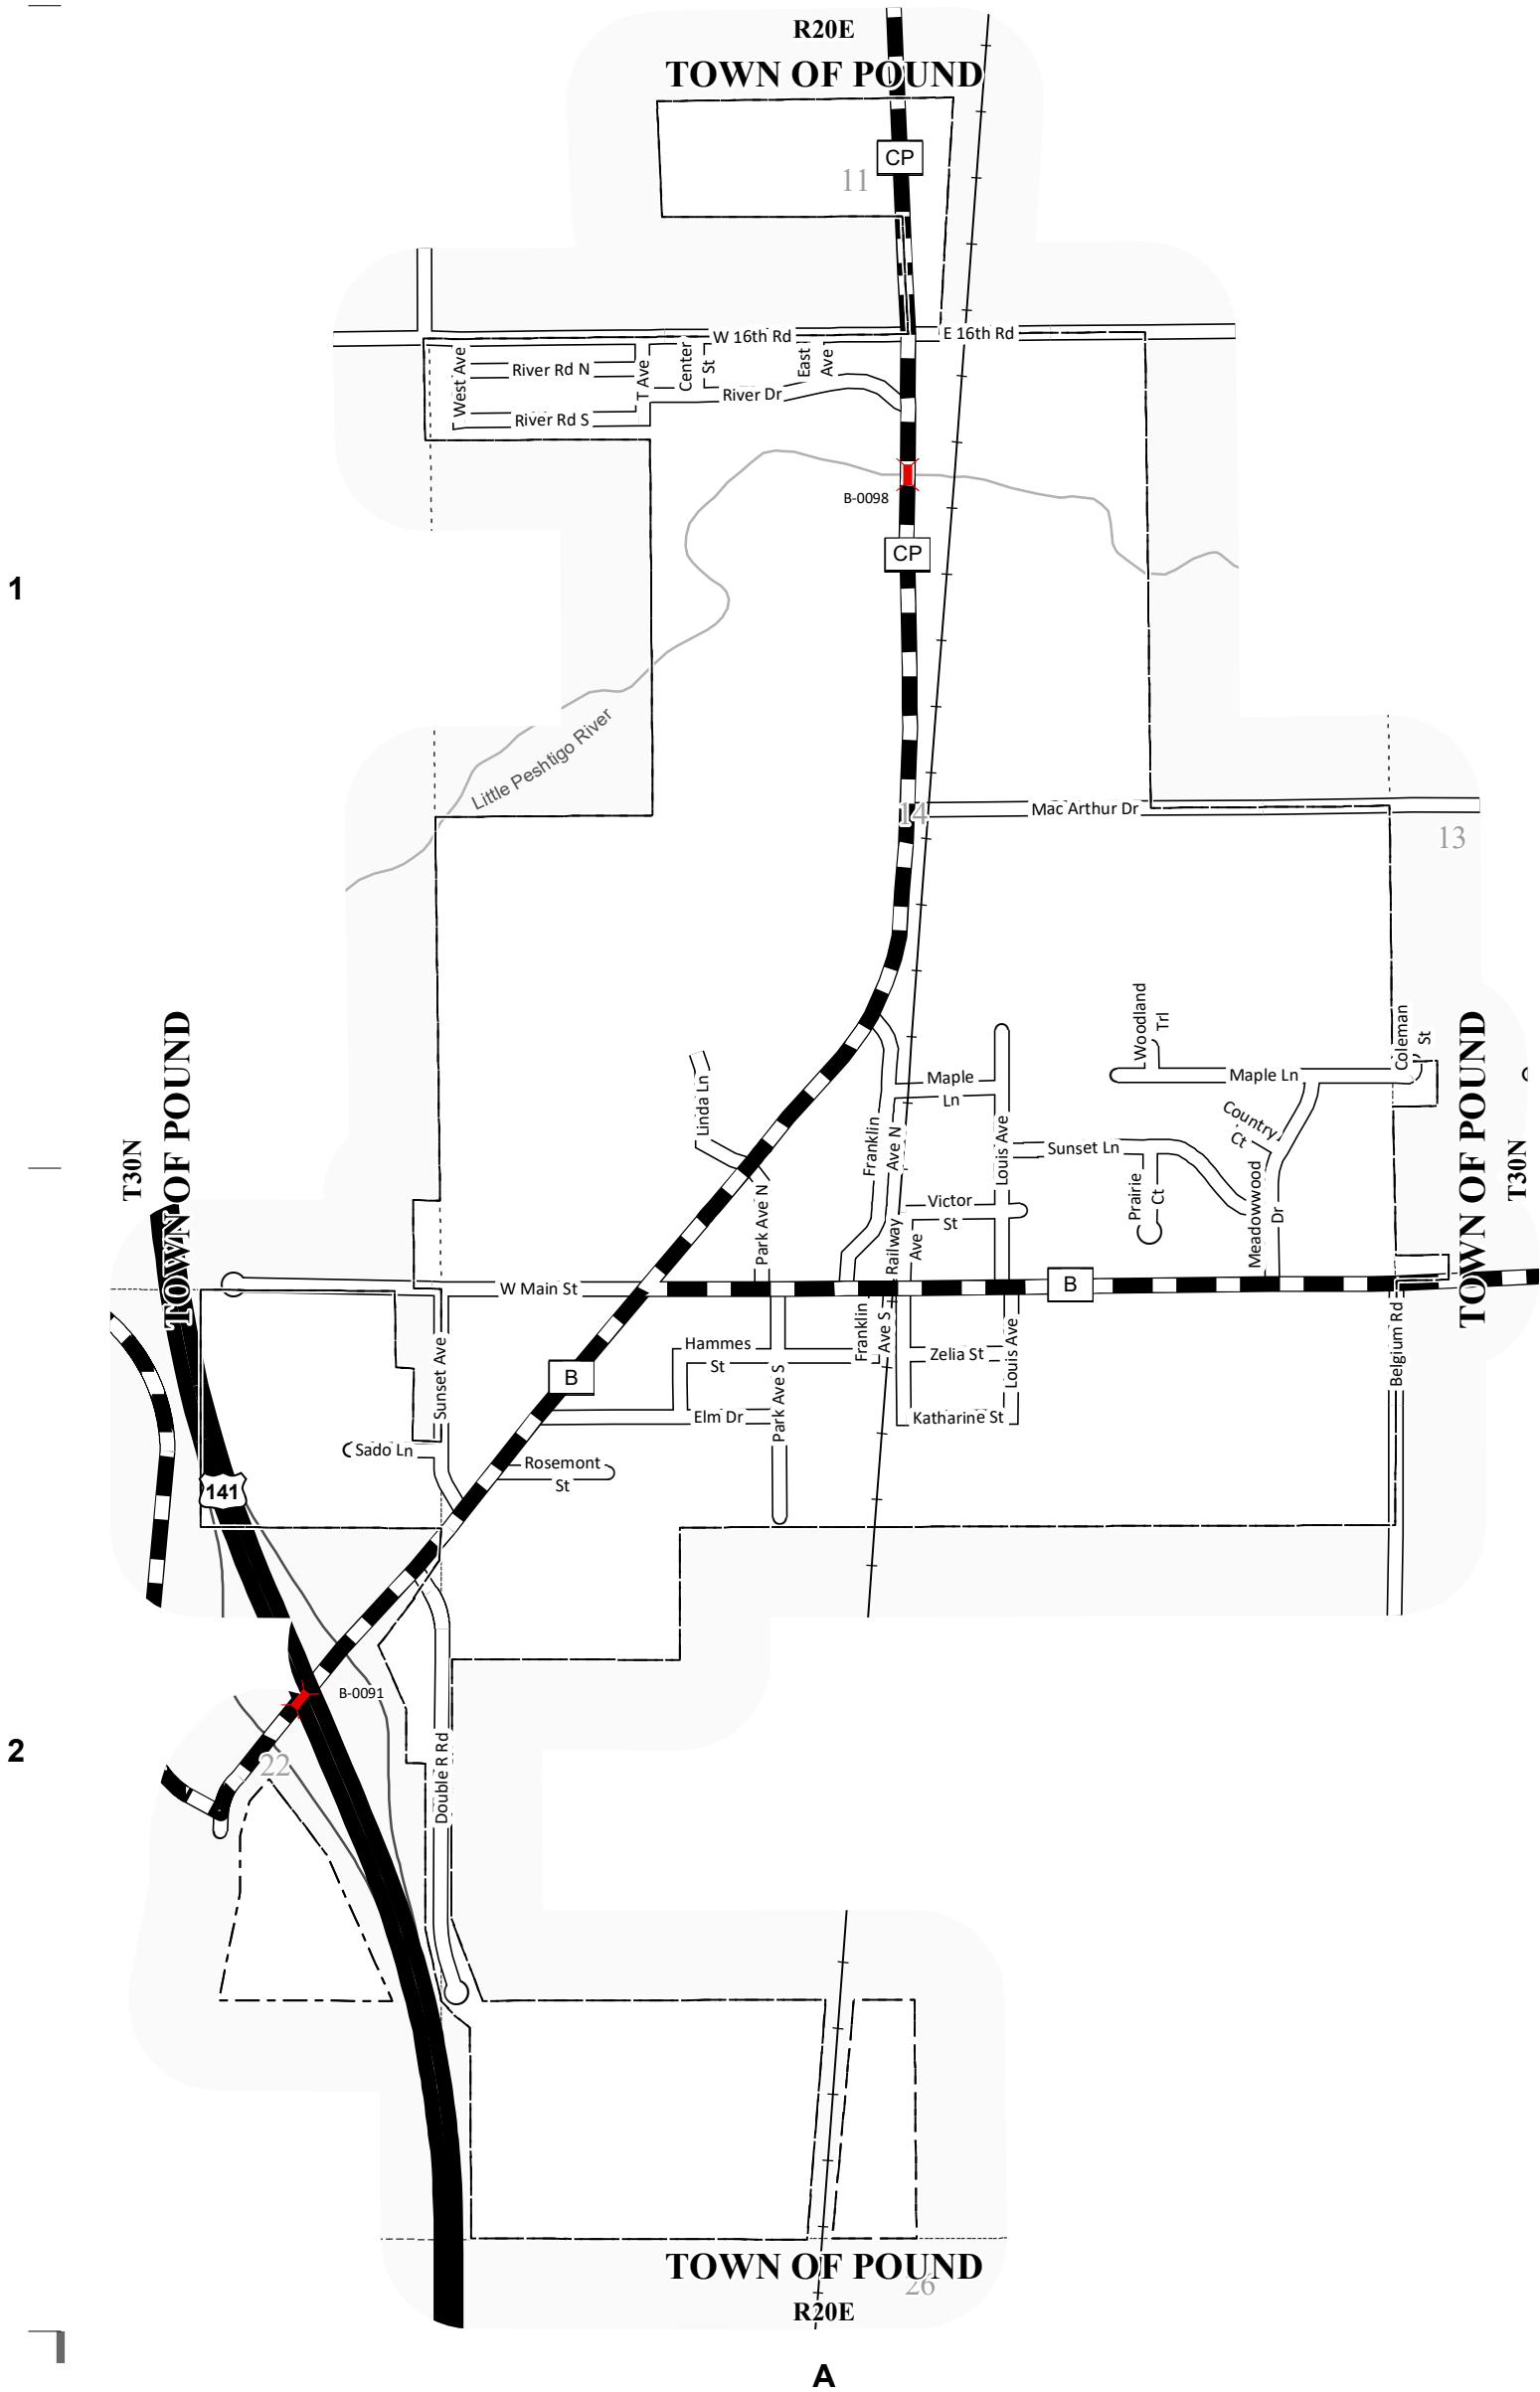 R20E
TOWN OF POUND
CP
11
W 16th Rd
E 16th Rd
West Ave
River Rd N
T Ave
Center
St
East
Ave
River Dr
River Rd S
B-0098
CP
1
Little Peshtigo River
14
Mac Arthur Dr
13
Woodland
Trl
Coleman
St
Linda Ln
Maple
Ln
Maple Ln
Country
Ct
Franklin
Ave N
Louis Ave
Sunset Ln
Prairie
Ct
Meadowwood
Dr
Park Ave N
Victor
St
Railway
Ave
T30N
TOWN OF POUND
TOWN OF POUND
T30N
W Main St
B
Sunset Ave
Hammes
St
Franklin
Ave S
Zelia St
Louis Ave
Belgium Rd
B
Elm Dr
Park Ave S
Katharine St
Sado Ln
Rosemont
St
141
B-0091
2
22
Double R Rd
TOWN OF POUND
26
R20E
A